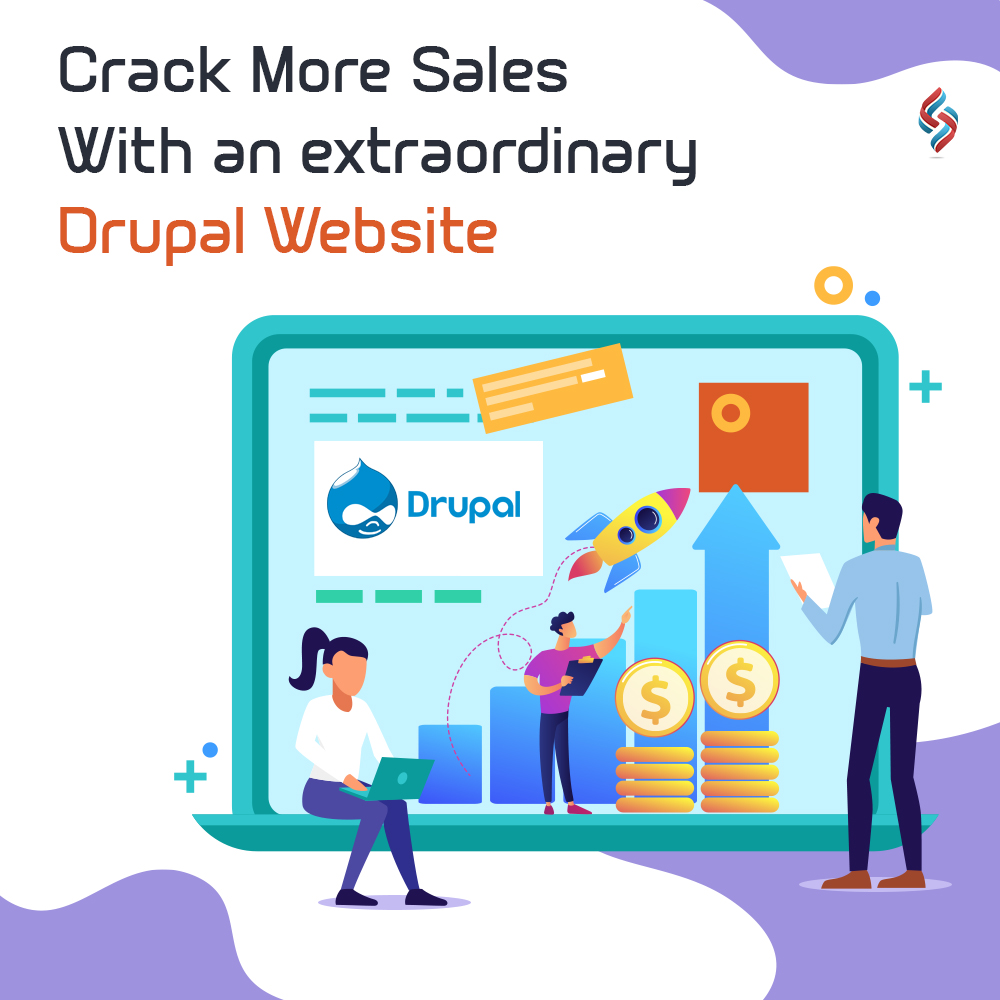 Crack More Sales
With an extraordinary
Drupal Website
Drupal
$
$